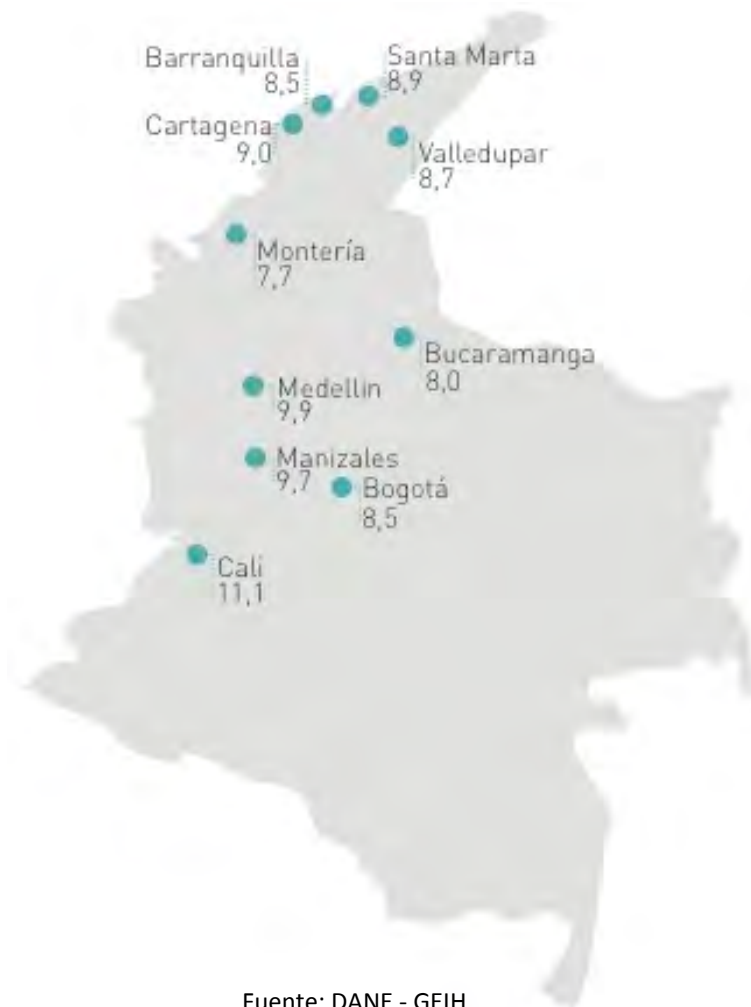 Barranquilla
8,5
Santa Marta
8,9
Cartagena
9,0
Valledupar
8,7
Montería
7,7
Bucaramanga
8,0
Medellin
9,9
Manizales
9,7
Bogotá
8,5
Cali
11,1
Fuente: DANE - GEIH